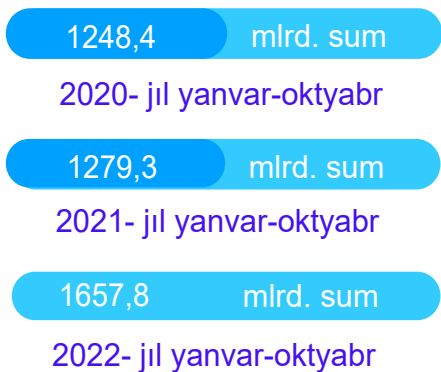 1248,4 mlrd. sum
2020- jıl yanvar-oktyabr
1279,3 mlrd. sum
2021- jıl yanvar-oktyabr
1657,8 mlrd. sum
2022- jıl yanvar-oktyabr